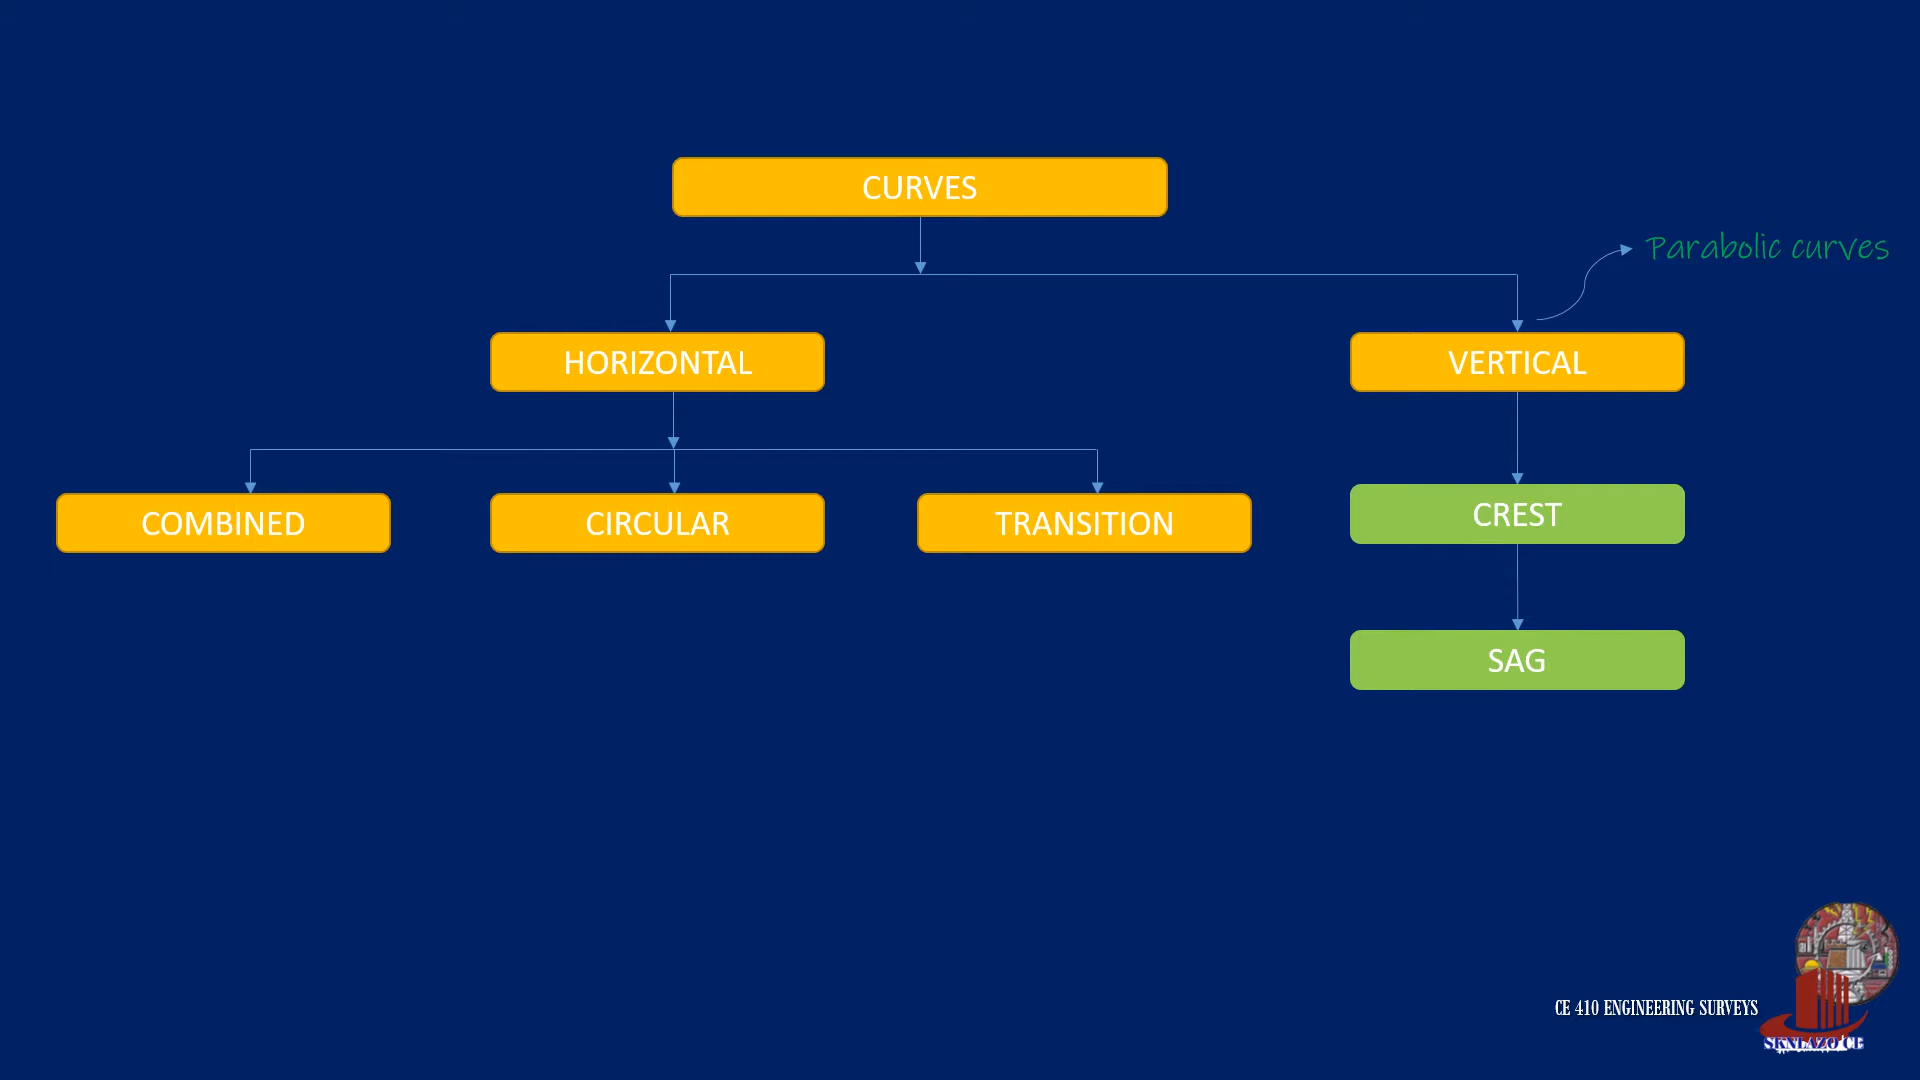 CURVES
Parabolic curves
HORIZONTAL
VERTICAL
COMBINED
CIRCULAR
TRANSITION
CREST
SAG
CE 410 ENGINEERING SURVEYS